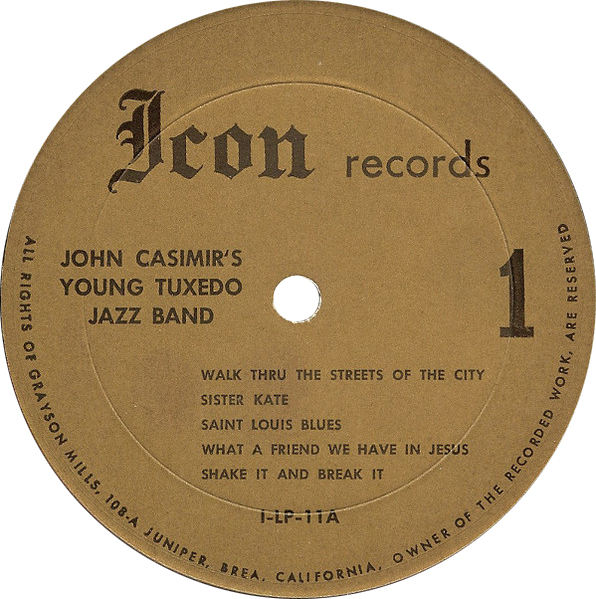 Icon records
JOHN CASIMIR'S
YOUNG TUXEDO
JAZZ BAND
1
WALK THRU THE STREETS OF THE CITY
SISTER KATE
SAINT LOUIS BLUES
WHAT A FRIEND WE HAVE IN JESUS
SHAKE IT AND BREAK IT
I-LP-11A
ALL RIGHTS OF GRAYSON MILLS, 108-A JUNIPER, BREA, CALIFORNIA, OWNER OF THE RECORDED WORK, ARE RESERVED